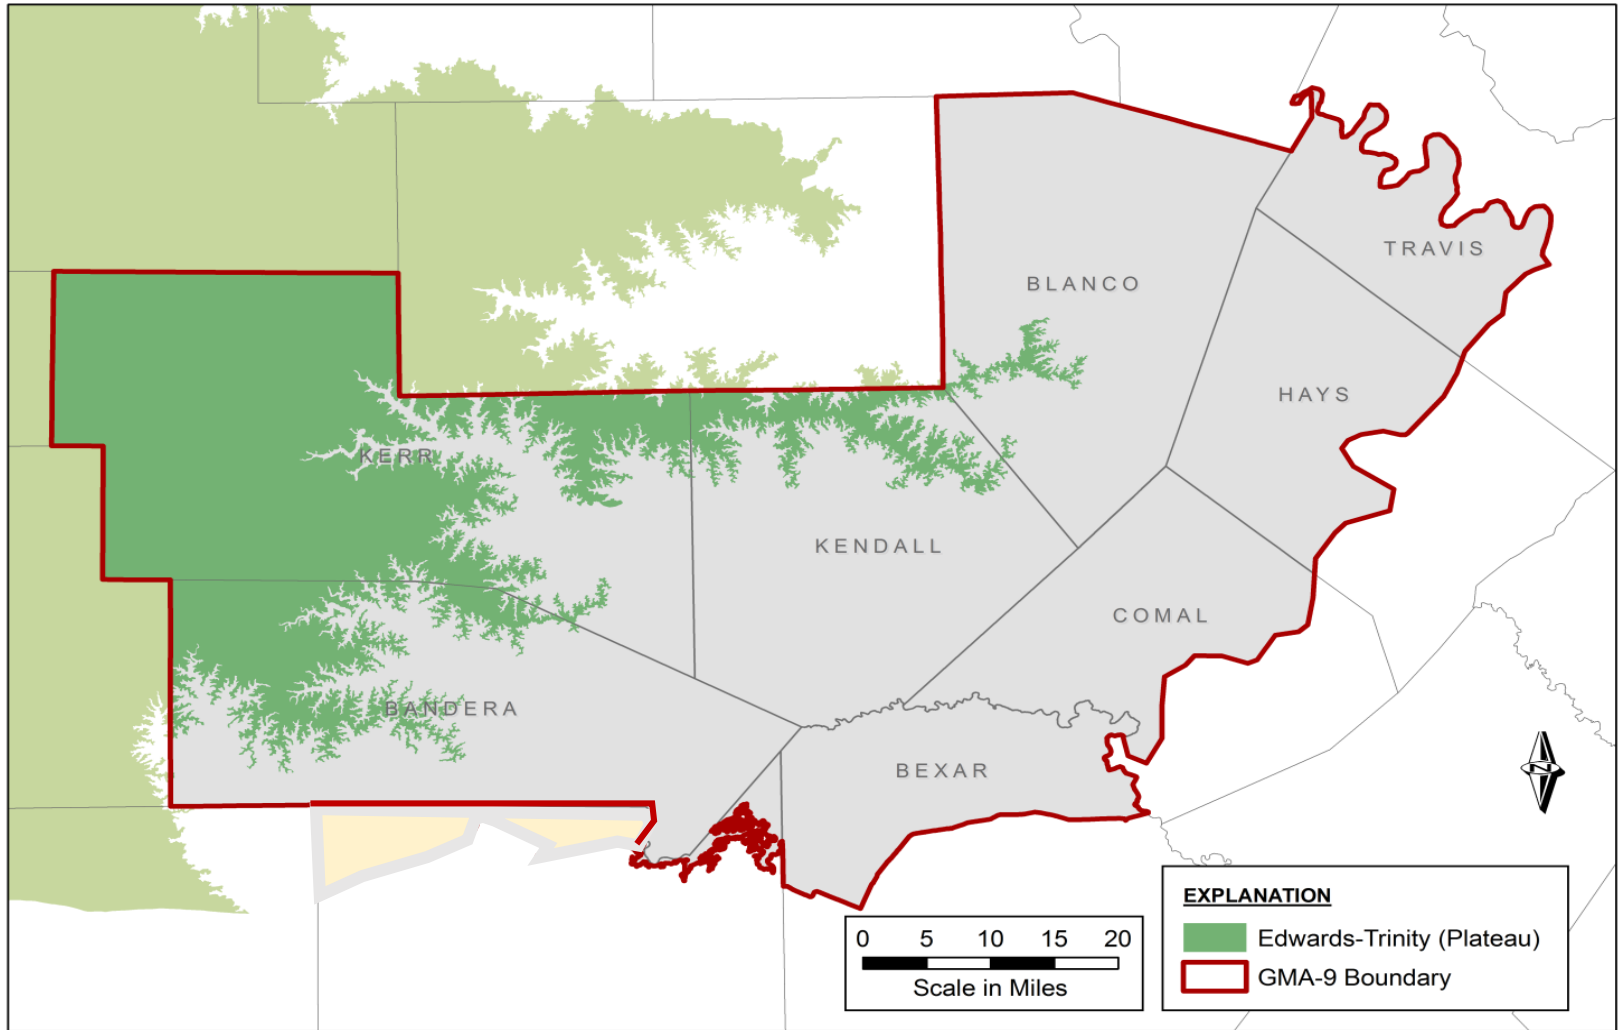 TRAVIS
BLANCO
HAYS
KERR
KENDALL
COMAL
BANDERA
BEXAR
N
EXPLANATION
Edwards-Trinity (Plateau)
GMA-9 Boundary
0 5 10 15 20
Scale in Miles